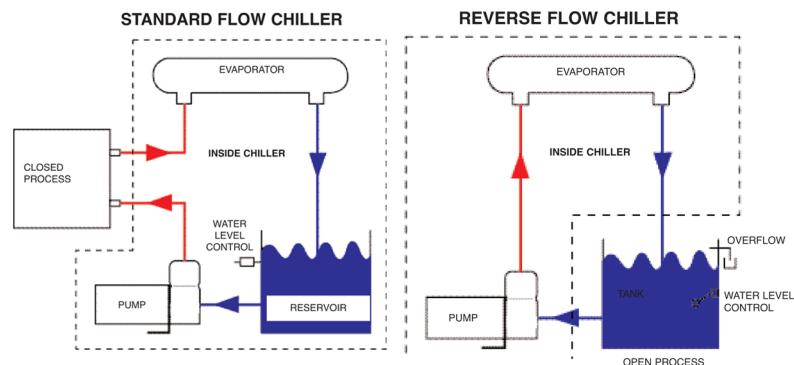 STANDARD FLOW CHILLER
EVAPORATOR
INSIDE CHILLER
CLOSED
PROCESS
WATER
LEVEL
CONTROL
PUMP
RESERVOIR
REVERSE FLOW CHILLER
EVAPORATOR
INSIDE CHILLER
OVERFLOW
TANK
WATER LEVEL
CONTROL
PUMP
OPEN PROCESS